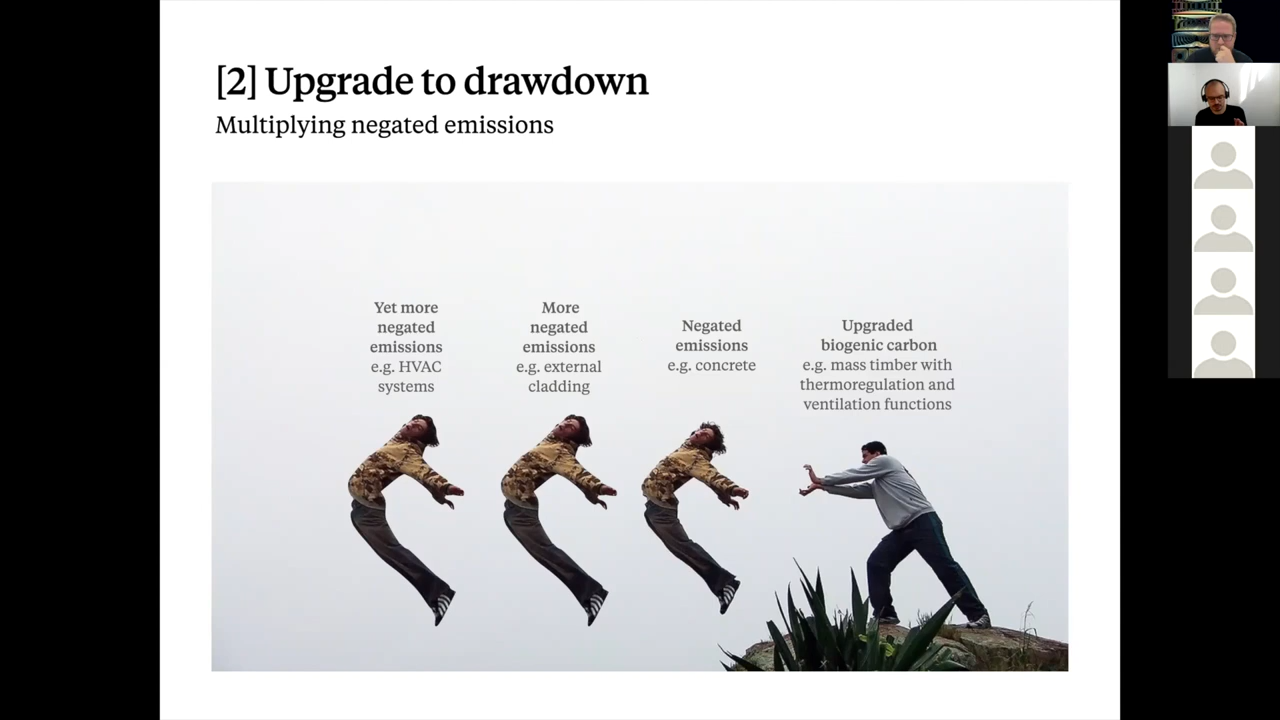 [2] Upgrade to drawdown
Multiplying negated emissions
Yet more
negated
emissions
e.g. HVAC
systems
More
negated
emissions
e.g. external
cladding
Negated
emissions
e.g. concrete
Upgraded
biogenic carbon
e.g. mass timber with
thermoregulation and
ventilation functions